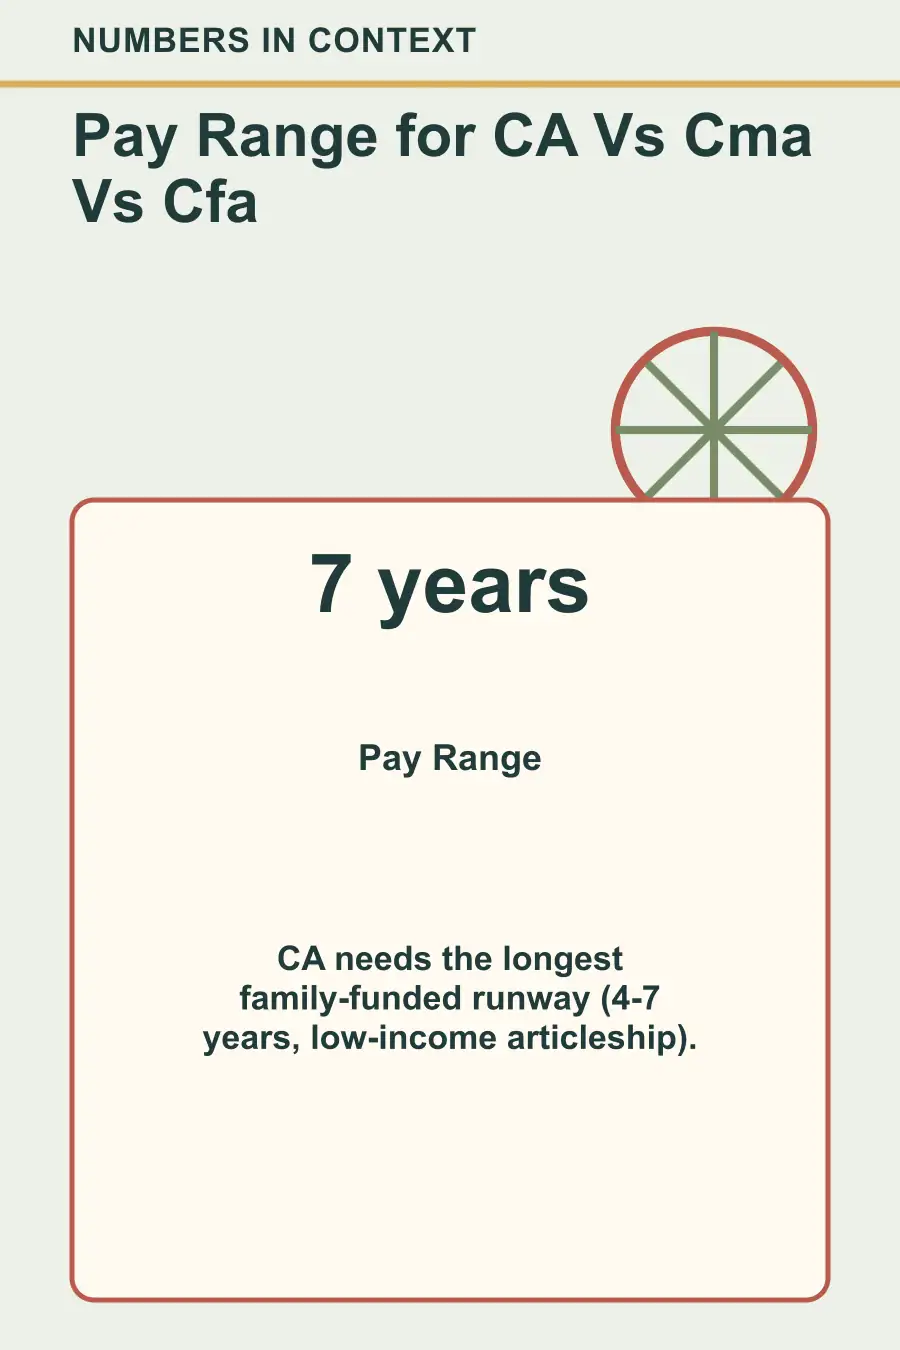 NUMBERS IN CONTEXT
Pay Range for CA Vs Cma
Vs Cfa
7 years
Pay Range
CA needs the longest
family-funded runway (4-7
years, low-income articleship).